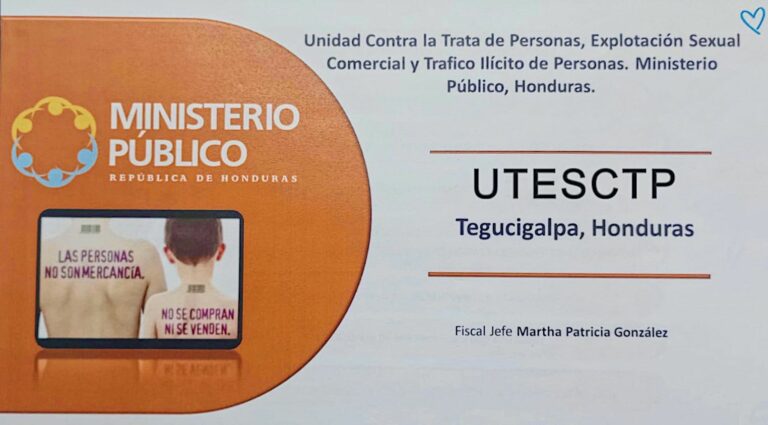 Unidad Contra la Trata de Personas, Explotación Sexual
Comercial y Trafico Ilícito de Personas. Ministerio
Público, Honduras.
MINISTERIO
PÚBLICO
REPÚBLICA DE HONDURAS
UTESCTP
Tegucigalpa, Honduras
LAS PERSONAS
NO SON MERCANCÍA.
NO SE COMPRAN
NI SE VENDEN.
Fiscal Jefe Martha Patricia González